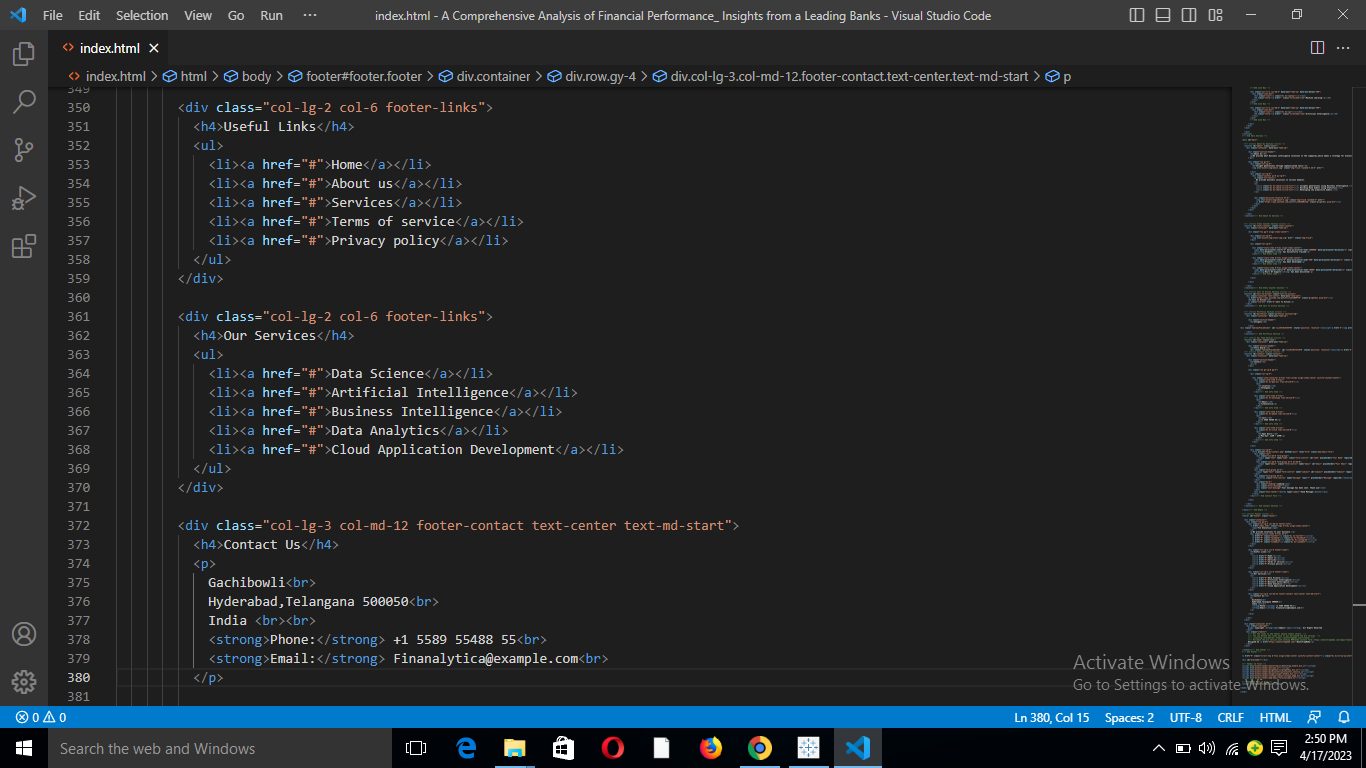 File Edit Selection View Go Run ··· index.html - A Comprehensive Analysis of Financial Performance_ Insights from a Leading Banks - Visual Studio Code
index.html
index.html > html > body > footer#footer.footer > div.container > div.row.gy-4 > div.col-lg-3.col-md-12.footer-contact.text-center.text-md-start > p
349
350 <div class="col-lg-2 col-6 footer-links">
351 <h4>Useful Links</h4>
352 <ul>
353 <li><a href="#">Home</a></li>
354 <li><a href="#">About us</a></li>
355 <li><a href="#">Services</a></li>
356 <li><a href="#">Terms of service</a></li>
357 <li><a href="#">Privacy policy</a></li>
358 </ul>
359 </div>
360
361 <div class="col-lg-2 col-6 footer-links">
362 <h4>Our Services</h4>
363 <ul>
364 <li><a href="#">Data Science</a></li>
365 <li><a href="#">Artificial Intelligence</a></li>
366 <li><a href="#">Business Intelligence</a></li>
367 <li><a href="#">Data Analytics</a></li>
368 <li><a href="#">Cloud Application Development</a></li>
369 </ul>
370 </div>
371
372 <div class="col-lg-3 col-md-12 footer-contact text-center text-md-start">
373 <h4>Contact Us</h4>
374 <p>
375 Gachibowli<br>
376 Hyderabad,Telangana 500050<br>
377 India <br><br>
378 <strong>Phone:</strong> +1 5589 55488 55<br>
379 <strong>Email:</strong> Finanalytica@example.com<br>
380 </p>
381
Activate Windows
Go to Settings to activate Windows.
0 0 Ln 380, Col 15 Spaces: 2 UTF-8 CRLF HTML
Search the web and Windows
2:50 PM
4/17/2023